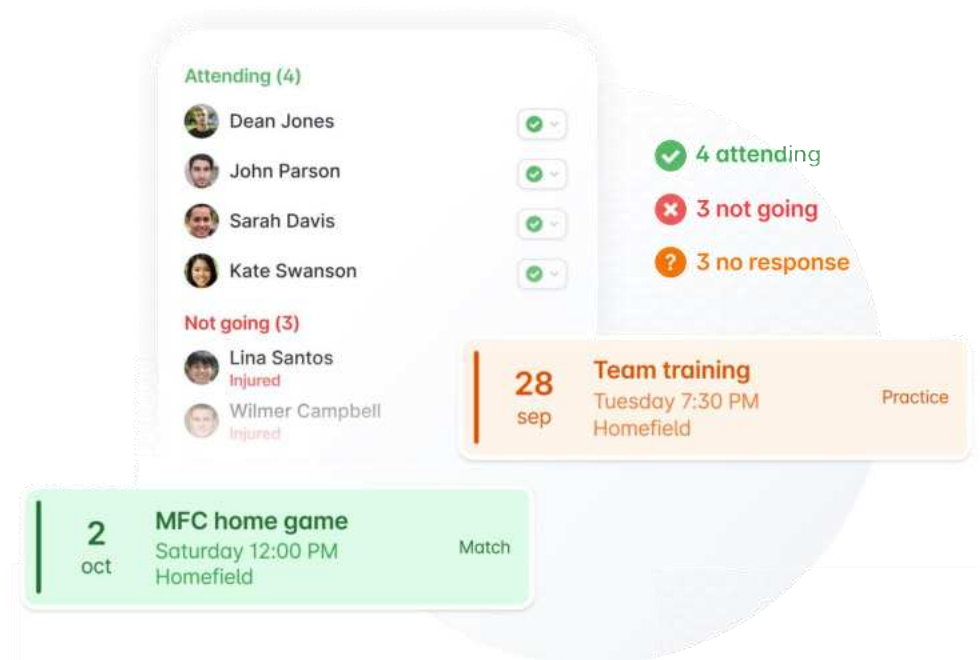 Attending (4)
Dean Jones
John Parson
Sarah Davis
Kate Swanson
Not going (3)
Lina Santos
Injured
Wilmer Campbell
Injured
4 attending
3 not going
? 3 no response
28
sep
Team training
Tuesday 7:30 PM
Homefield
Practice
2
oct
MFC home game
Saturday 12:00 PM
Homefield
Match